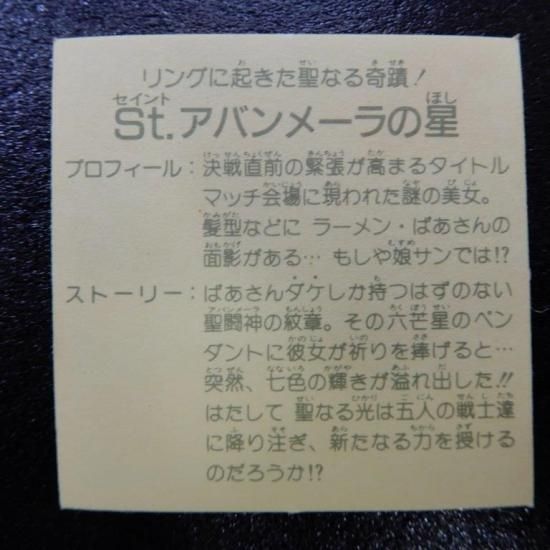 リングに起きた聖なる奇蹟!
St.アバンメーラの星
プロフィール:決戦直前の緊張が高まるタイトル
マッチ会場に現われた謎の美女。
髪型などに ラーメン・ばあさんの
面影がある… もしや娘サンでは!?
ストーリー:ばあさんダケしか持つはずのない
聖闘神の紋章。その六芒星のペン
ダントに彼女が祈りを捧げると…
突然、七色の輝きが溢れ出した!!
はたして 聖なる光は五人の戦士達
に降り注ぎ、新たなる力を授ける
のだろうか!?